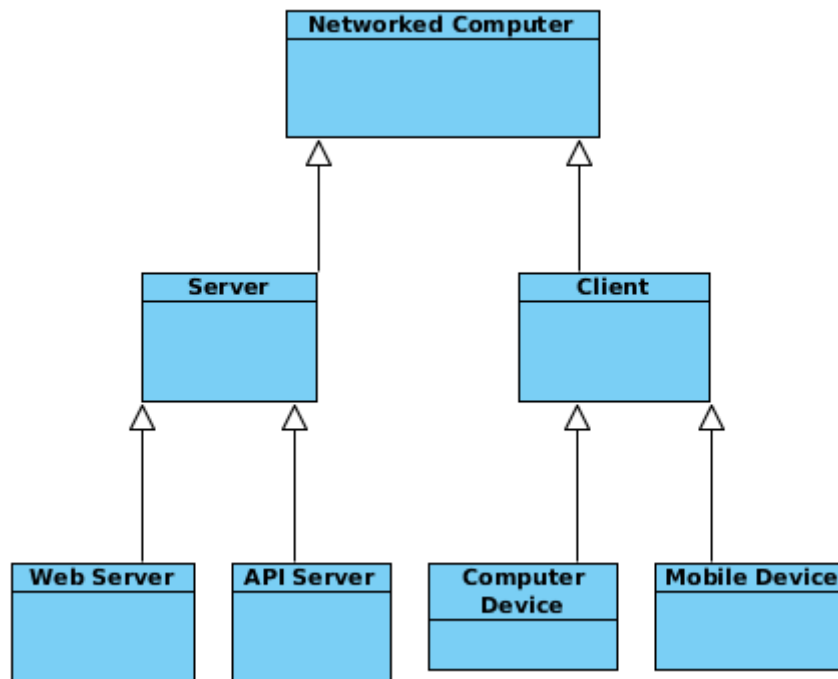 Networked Computer
Server
Client
Web Server
API Server
Computer
Device
Mobile Device